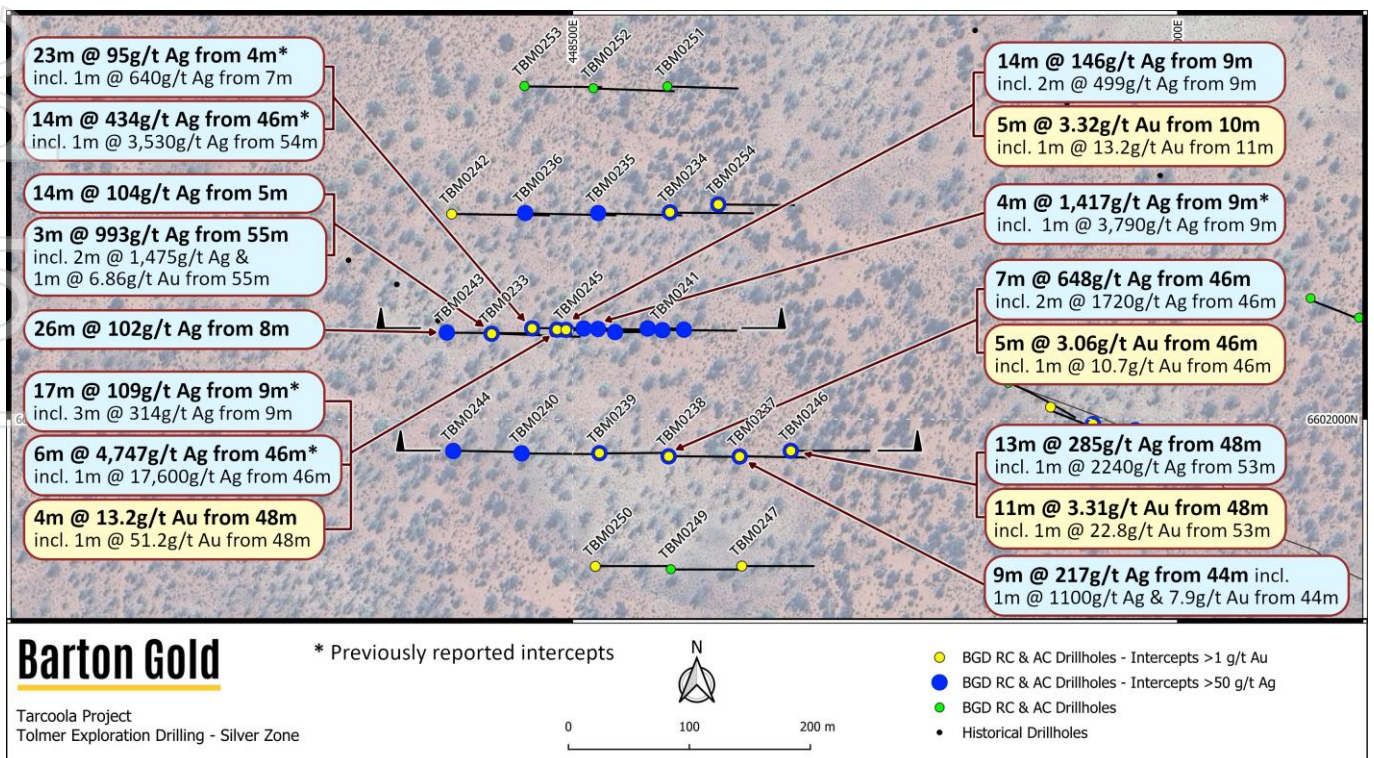 TBM0253
TBM0252
TBM0251
448500E
000E
23m @ 95g/t Ag from 4m*
incl. 1m @ 640g/t Ag from 7m
14m @ 434g/t Ag from 46m*
incl. 1m @ 3,530g/t Ag from 54m
14m @ 104g/t Ag from 5m
3m @ 993g/t Ag from 55m
incl. 2m @ 1,475g/t Ag &
1m @ 6.86g/t Au from 55m
26m @ 102g/t Ag from 8m
17m @ 109g/t Ag from 9m*
incl. 3m @ 314g/t Ag from 9m
6m @ 4,747g/t Ag from 46m*
incl. 1m @ 17,600g/t Ag from 46m
4m @ 13.2g/t Au from 48m
incl. 1m @ 51.2g/t Au from 48m
TBM0242
TBM0236
TBM0235
TBM0234
TBM0254
TBM0243
TBM0233
TBM0245
TBM0241
TBM0244
TBM0240
TBM0239
TBM0238
TBM0237
TBM0246
TBM0250
TBM0249
TBM0247
14m @ 146g/t Ag from 9m
incl. 2m @ 499g/t Ag from 9m
5m @ 3.32g/t Au from 10m
incl. 1m @ 13.2g/t Au from 11m
4m @ 1,417g/t Ag from 9m*
incl. 1m @ 3,790g/t Ag from 9m
7m @ 648g/t Ag from 46m
incl. 2m @ 1720g/t Ag from 46m
5m @ 3.06g/t Au from 46m
incl. 1m @ 10.7g/t Au from 46m
6602000N
13m @ 285g/t Ag from 48m
incl. 1m @ 2240g/t Ag from 53m
11m @ 3.31g/t Au from 48m
incl. 1m @ 22.8g/t Au from 53m
9m @ 217g/t Ag from 44m incl.
1m @ 1100g/t Ag & 7.9g/t Au from 44m
Barton Gold
Tarcoola Project
Tolmer Exploration Drilling - Silver Zone
* Previously reported intercepts
N
0 100 200 m
BGD RC & AC Drillholes - Intercepts >1 g/t Au
BGD RC & AC Drillholes - Intercepts >50 g/t Ag
BGD RC & AC Drillholes
Historical Drillholes